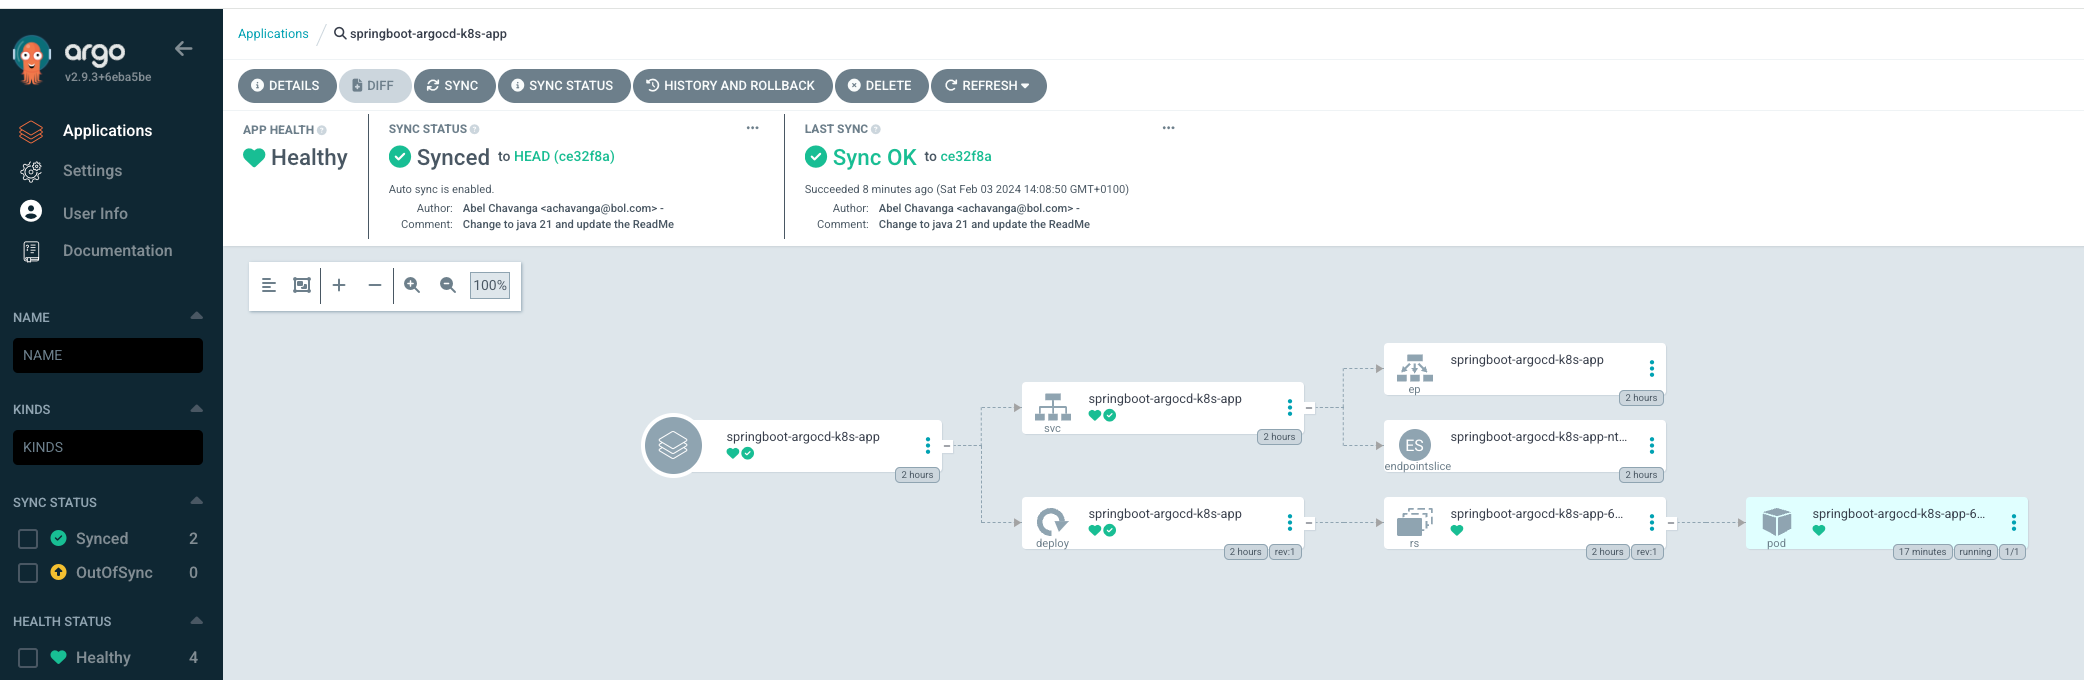 argo
v2.9.3+6eba5be
Applications
Settings
User Info
Documentation
NAME
NAME
KINDS
KINDS
SYNC STATUS
Synced 2
OutOfSync 0
HEALTH STATUS
Healthy 4
Applications / springboot-argocd-k8s-app
DETAILS DIFF SYNC SYNC STATUS HISTORY AND ROLLBACK DELETE REFRESH
APP HEALTH
Healthy
SYNC STATUS
Synced to HEAD (ce32f8a)
Auto sync is enabled.
Author: Abel Chavanga <achavanga@bol.com> -
Comment: Change to java 21 and update the ReadMe
LAST SYNC
Sync OK to ce32f8a
Succeeded 8 minutes ago (Sat Feb 03 2024 14:08:50 GMT+0100)
Author: Abel Chavanga <achavanga@bol.com> -
Comment: Change to java 21 and update the ReadMe
100%
springboot-argocd-k8s-app
2 hours
springboot-argocd-k8s-app
svc
2 hours
springboot-argocd-k8s-app
deploy
2 hours rev:1
springboot-argocd-k8s-app
ep
2 hours
ES
springboot-argocd-k8s-app-nt...
endpointslice
2 hours
springboot-argocd-k8s-app-6...
rs
2 hours rev:1
springboot-argocd-k8s-app-6...
pod
17 minutes running 1/1